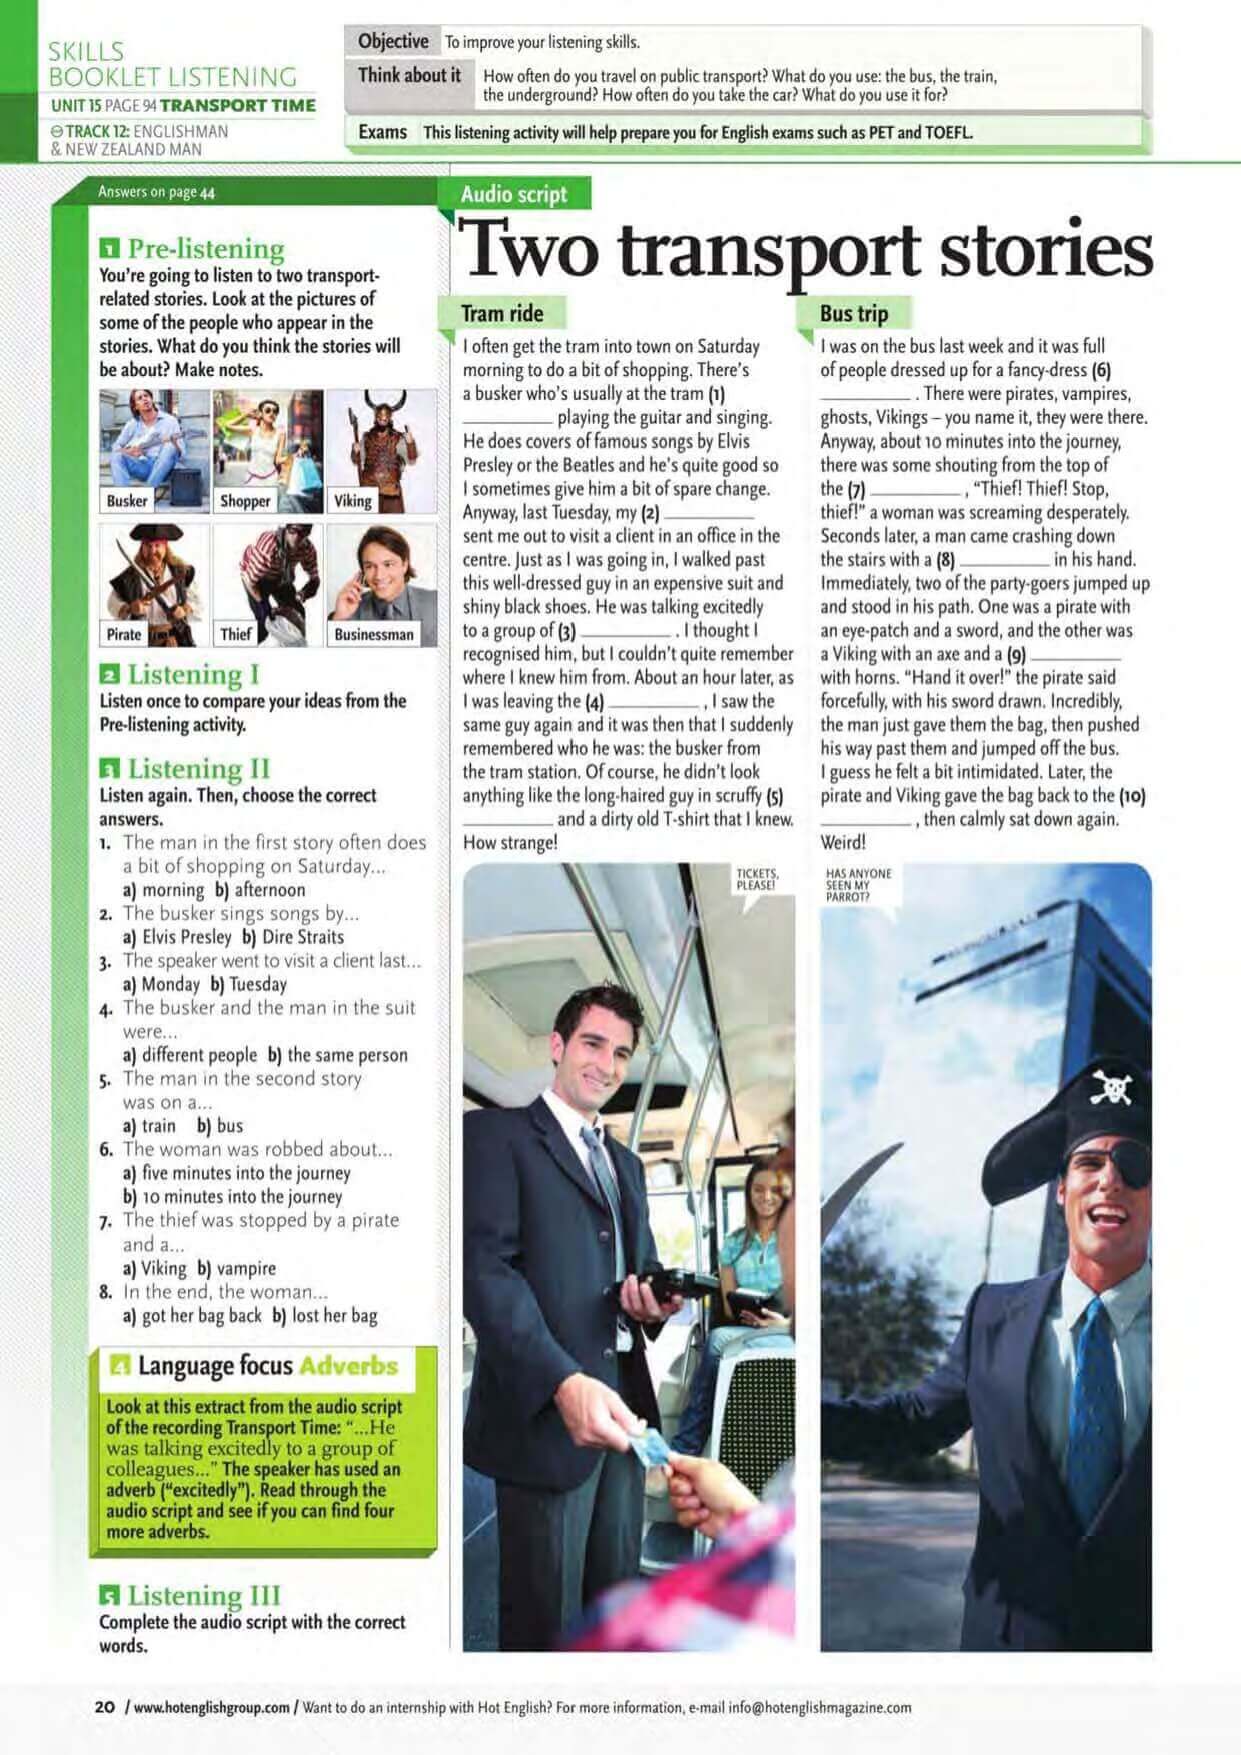 SKILLS
BOOKLET LISTENING
UNIT 15 PAGE 94 TRANSPORT TIME
TRACK 12: ENGLISHMAN
& NEW ZEALAND MAN
Objective To improve your listening skills.
Think about it How often do you travel on public transport? What do you use: the bus, the train,
the underground? How often do you take the car? What do you use it for?
Exams This listening activity will help prepare you for English exams such as PET and TOEFL.
Answers on page 44
1 Pre-listening
You're going to listen to two transport-
related stories. Look at the pictures of
some of the people who appear in the
stories. What do you think the stories will
be about? Make notes.
Busker
Shopper
Viking
Pirate
Thief
Businessman
2 Listening I
Listen once to compare your ideas from the
Pre-listening activity.
3 Listening II
Listen again. Then, choose the correct
answers.
1. The man in the first story often does
a bit of shopping on Saturday...
a) morning b) afternoon
2. The busker sings songs by...
a) Elvis Presley b) Dire Straits
3. The speaker went to visit a client last...
a) Monday b) Tuesday
4. The busker and the man in the suit
were...
a) different people b) the same person
5. The man in the second story
was on a...
a) train b) bus
6. The woman was robbed about...
a) five minutes into the journey
b) 10 minutes into the journey
7. The thief was stopped by a pirate
and a...
a) Viking b) vampire
8. In the end, the woman...
a) got her bag back b) lost her bag
4 Language focus Adverbs
Look at this extract from the audio script
of the recording Transport Time: "...He
was talking excitedly to a group of
colleagues..." The speaker has used an
adverb ("excitedly"). Read through the
audio script and see if you can find four
more adverbs.
5 Listening III
Complete the audio script with the correct
words.
Audio script
Two transport stories
Tram ride
I often get the tram into town on Saturday
morning to do a bit of shopping. There's
a busker who's usually at the tram (1)
__________ playing the guitar and singing.
He does covers of famous songs by Elvis
Presley or the Beatles and he's quite good so
I sometimes give him a bit of spare change.
Anyway, last Tuesday, my (2) __________
sent me out to visit a client in an office in the
centre. Just as I was going in, I walked past
this well-dressed guy in an expensive suit and
shiny black shoes. He was talking excitedly
to a group of (3) __________ . I thought I
recognised him, but I couldn't quite remember
where I knew him from. About an hour later, as
I was leaving the (4) __________ , I saw the
same guy again and it was then that I suddenly
remembered who he was: the busker from
the tram station. Of course, he didn't look
anything like the long-haired guy in scruffy (5)
__________ and a dirty old T-shirt that I knew.
How strange!
Bus trip
I was on the bus last week and it was full
of people dressed up for a fancy-dress (6)
__________ . There were pirates, vampires,
ghosts, Vikings – you name it, they were there.
Anyway, about 10 minutes into the journey,
there was some shouting from the top of
the (7) __________ , "Thief! Thief! Stop,
thief!" a woman was screaming desperately.
Seconds later, a man came crashing down
the stairs with a (8) __________ in his hand.
Immediately, two of the party-goers jumped up
and stood in his path. One was a pirate with
an eye-patch and a sword, and the other was
a Viking with an axe and a (9) __________
with horns. "Hand it over!" the pirate said
forcefully, with his sword drawn. Incredibly,
the man just gave them the bag, then pushed
his way past them and jumped off the bus.
I guess he felt a bit intimidated. Later, the
pirate and Viking gave the bag back to the (10)
__________ , then calmly sat down again.
Weird!
TICKETS,
PLEASE!
HAS ANYONE
SEEN MY
PARROT?
20 / www.hotenglishgroup.com / Want to do an internship with Hot English? For more information, e-mail info@hotenglishmagazine.com